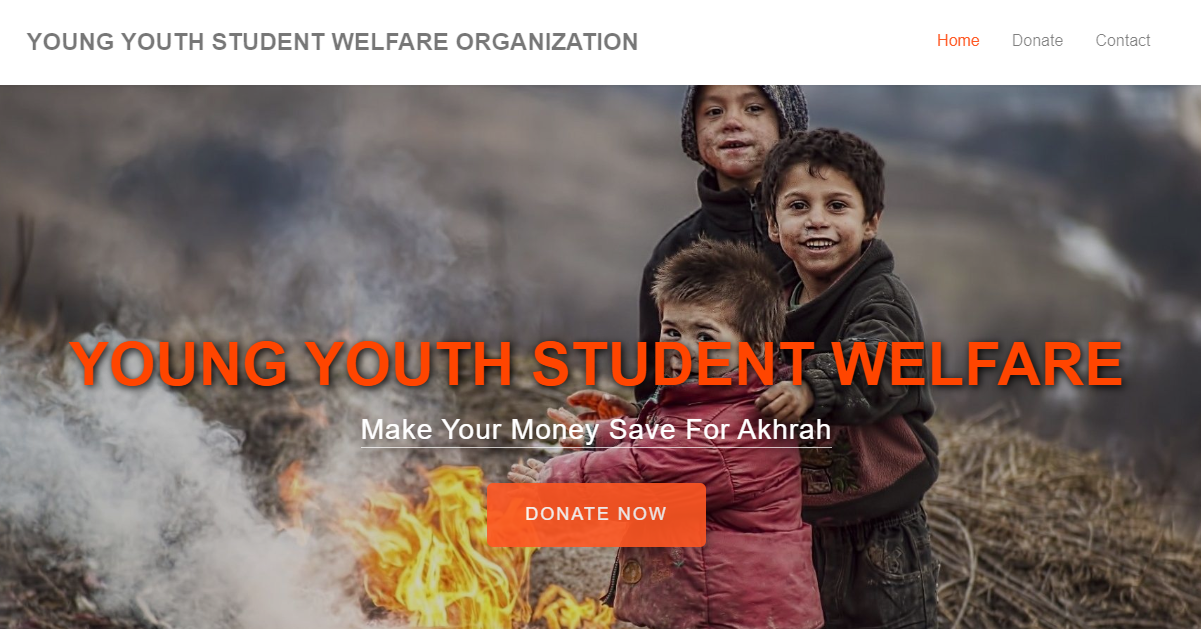 YOUNG YOUTH STUDENT WELFARE ORGANIZATION
Home Donate Contact
YOUNG YOUTH STUDENT WELFARE
Make Your Money Save For Akhrah
DONATE NOW